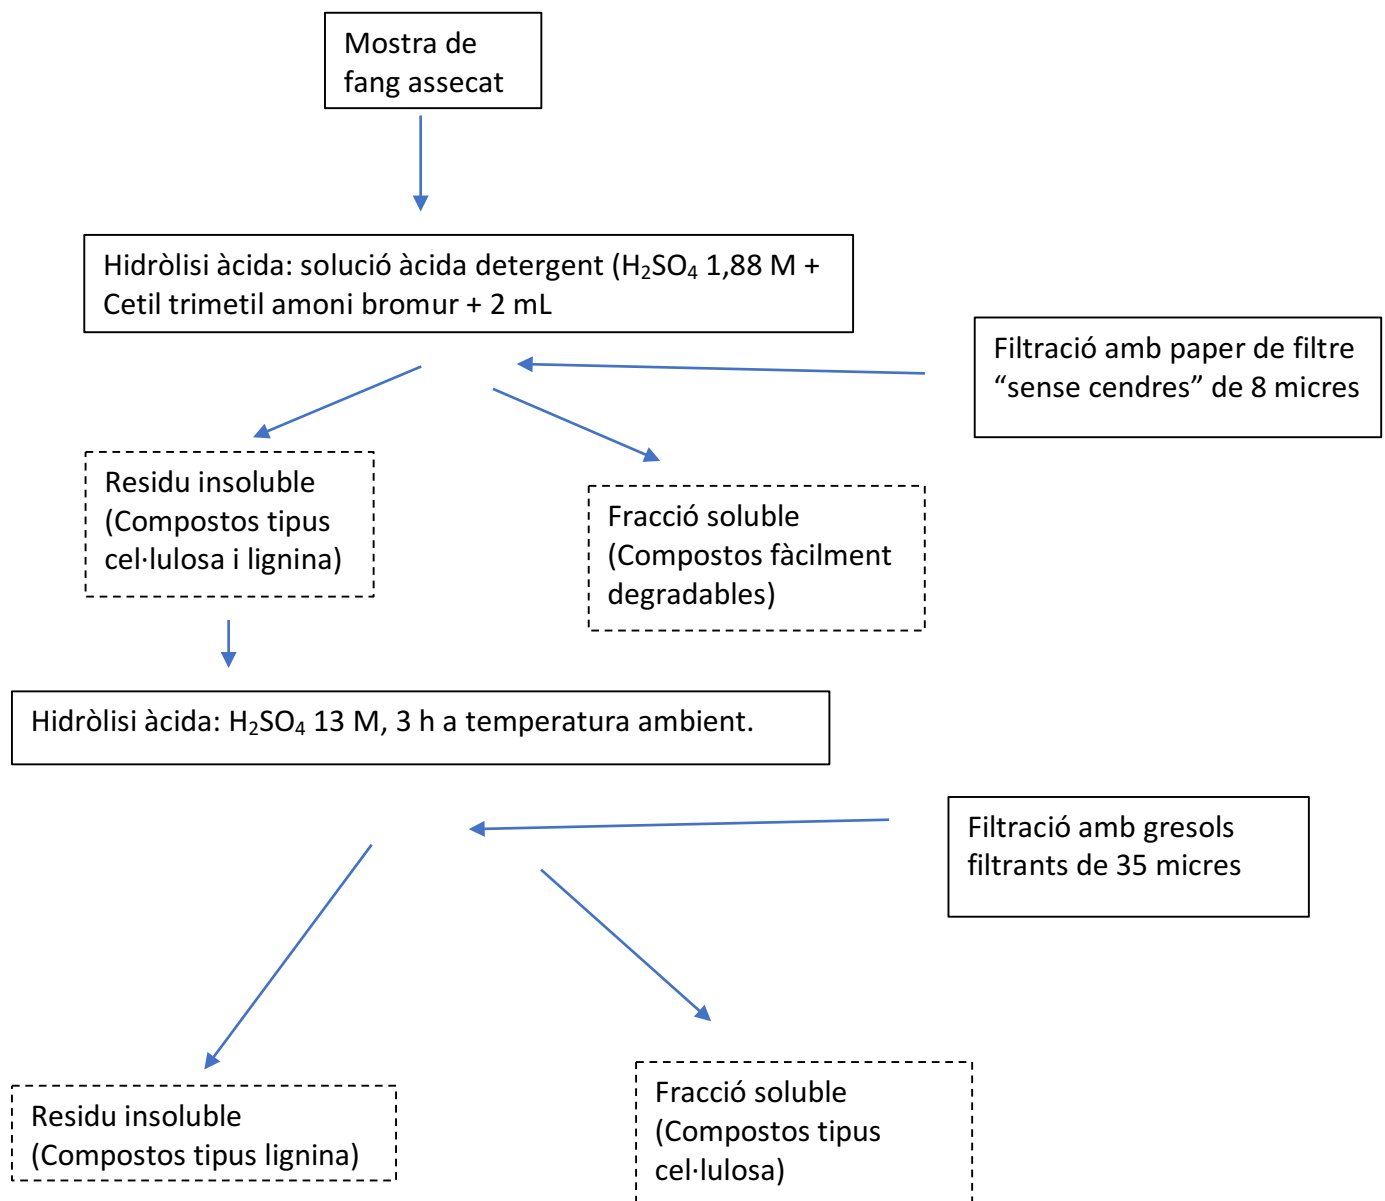 Mostra de
fang assecat
Hidròlisi àcida: solució àcida detergent (H₂SO₄ 1,88 M +
Cetil trimetil amoni bromur + 2 mL
Filtració amb paper de filtre
“sense cendres” de 8 micres
Residu insoluble
(Compostos tipus
cel·lulosa i lignina)
Fracció soluble
(Compostos fàcilment
degradables)
Hidròlisi àcida: H₂SO₄ 13 M, 3 h a temperatura ambient.
Filtració amb gresols
filtrants de 35 micres
Residu insoluble
(Compostos tipus lignina)
Fracció soluble
(Compostos tipus
cel·lulosa)